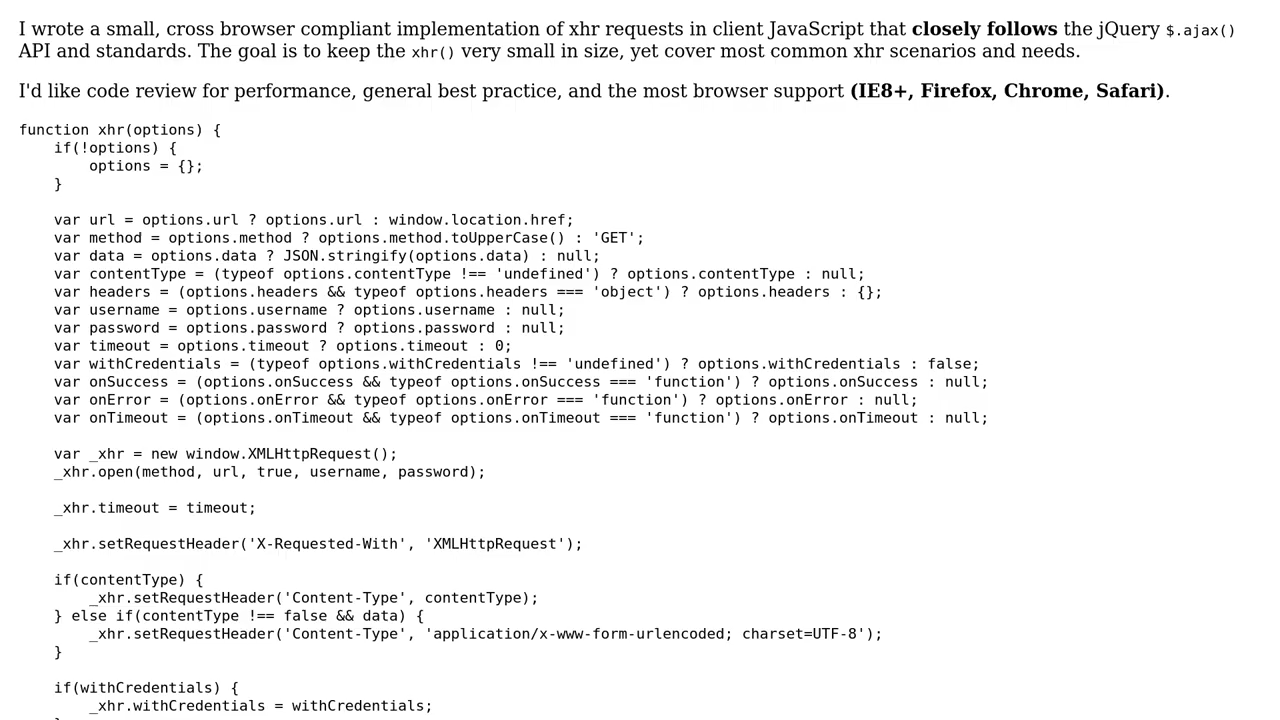 I wrote a small, cross browser compliant implementation of xhr requests in client JavaScript that closely follows the jQuery $.ajax()
API and standards. The goal is to keep the xhr() very small in size, yet cover most common xhr scenarios and needs.
I'd like code review for performance, general best practice, and the most browser support (IE8+, Firefox, Chrome, Safari).
function xhr(options) {
    if(!options) {
        options = {};
    }
    var url = options.url ? options.url : window.location.href;
    var method = options.method ? options.method.toUpperCase() : 'GET';
    var data = options.data ? JSON.stringify(options.data) : null;
    var contentType = (typeof options.contentType !== 'undefined') ? options.contentType : null;
    var headers = (options.headers && typeof options.headers === 'object') ? options.headers : {};
    var username = options.username ? options.username : null;
    var password = options.password ? options.password : null;
    var timeout = options.timeout ? options.timeout : 0;
    var withCredentials = (typeof options.withCredentials !== 'undefined') ? options.withCredentials : false;
    var onSuccess = (options.onSuccess && typeof options.onSuccess === 'function') ? options.onSuccess : null;
    var onError = (options.onError && typeof options.onError === 'function') ? options.onError : null;
    var onTimeout = (options.onTimeout && typeof options.onTimeout === 'function') ? options.onTimeout : null;
    var _xhr = new window.XMLHttpRequest();
    _xhr.open(method, url, true, username, password);
    _xhr.timeout = timeout;
    _xhr.setRequestHeader('X-Requested-With', 'XMLHttpRequest');
    if(contentType) {
        _xhr.setRequestHeader('Content-Type', contentType);
    } else if(contentType !== false && data) {
        _xhr.setRequestHeader('Content-Type', 'application/x-www-form-urlencoded; charset=UTF-8');
    }
    if(withCredentials) {
        _xhr.withCredentials = withCredentials;